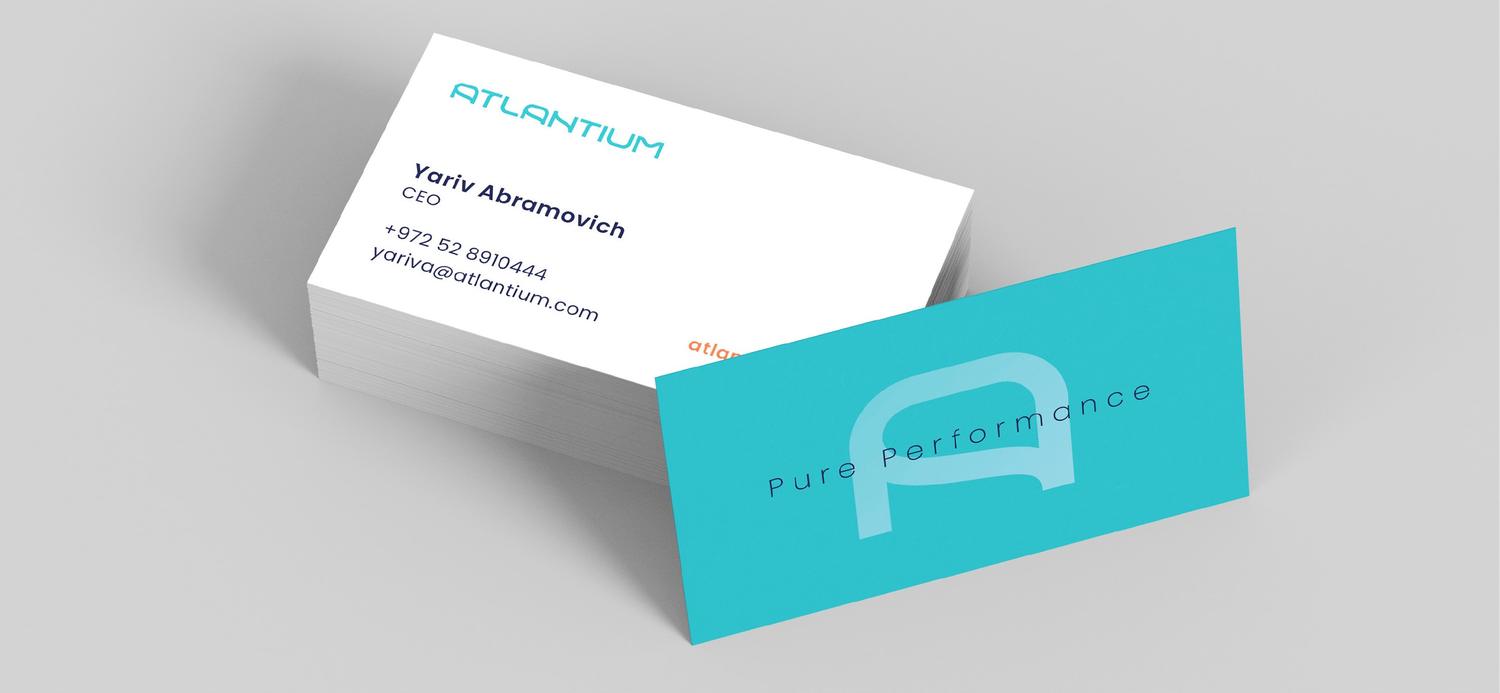 ATLANTIUM
Yariv Abramovich
CEO
+972 52 8910444
yariva@atlantium.com
Pure Performance